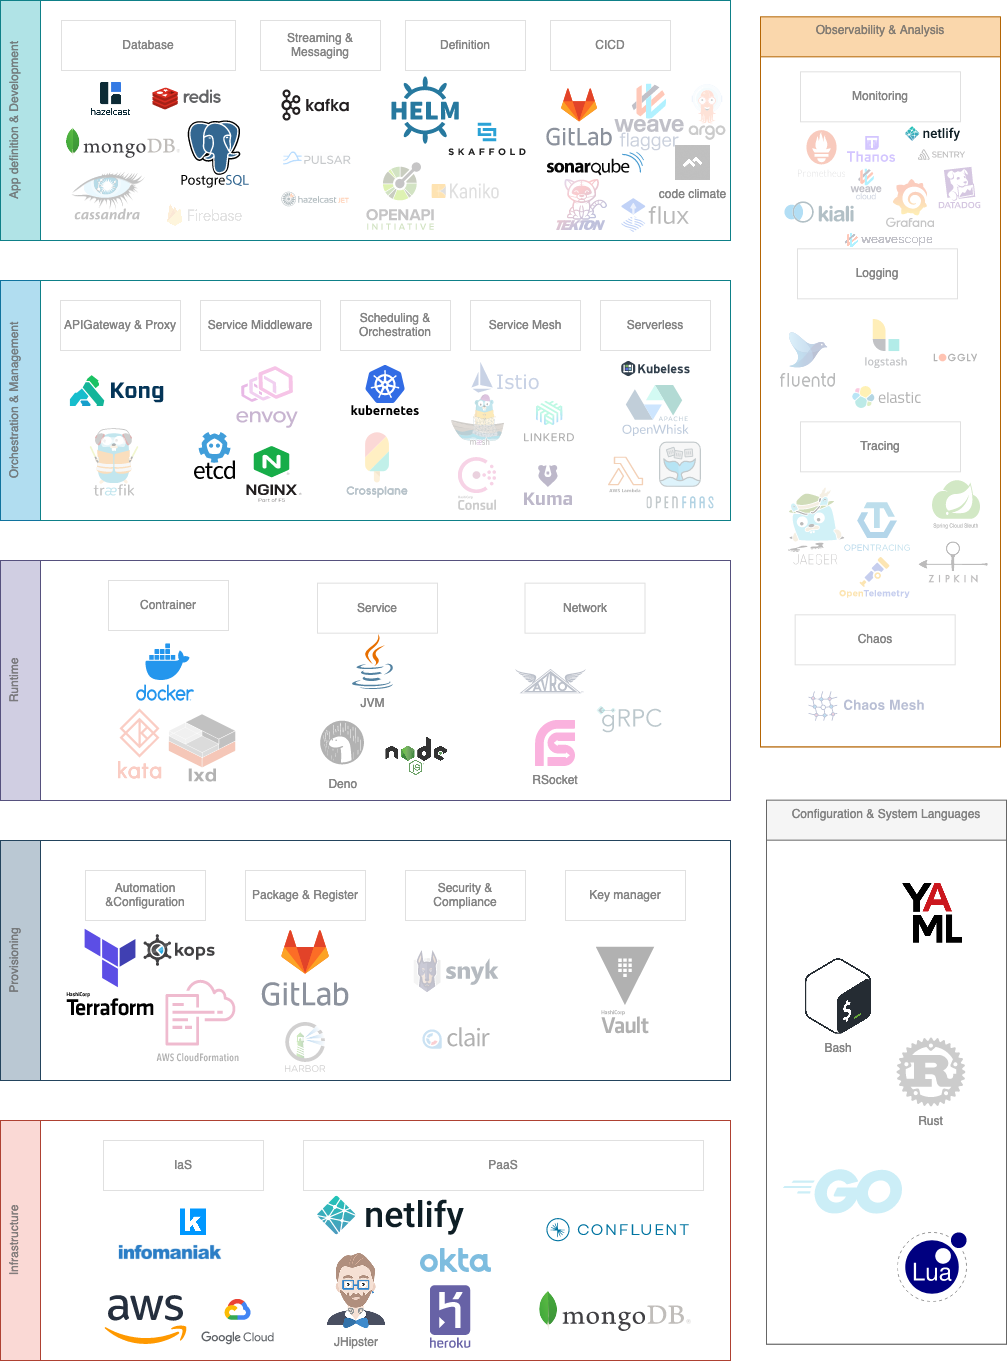 App definition & Development
Database
Streaming &
Messaging
Definition
CICD
hazelcast
redis
mongoDB.
PostgreSQL
cassandra
Firebase
kafka
PULSAR
hazelcast JET
HELM
SKAFFOLD
OPENAPI
INITIATIVE
Kaniko
GitLab
weave
flagger
argo
sonarqube
code climate
TEKTON
flux
Orchestration & Management
APIGateway & Proxy
Service Middleware
Scheduling &
Orchestration
Service Mesh
Serverless
Kong
træfik
envoy
etcd
NGINX
Part of F5
kubernetes
Crossplane
Istio
mæsh
LINKERD
Consul
Kuma
Kubeless
APACHE
OpenWhisk
AWS Lambda
OPENFAAS
Runtime
Contrainer
Service
Network
docker
kata
lxd
JVM
Deno
node
JS
AVRO
gRPC
RSocket
Provisioning
Automation
&Configuration
Package & Register
Security &
Compliance
Key manager
HashiCorp
Terraform
kops
AWS CloudFormation
GitLab
HARBOR
snyk
clair
HashiCorp
Vault
Infrastructure
IaS
PaaS
infomaniak
aws
Google Cloud
netlify
CONFLUENT
JHipster
okta
heroku
mongoDB.
Observability & Analysis
Monitoring
Prometheus
Thanos
netlify
SENTRY
weave
cloud
kiali
Grafana
DATADOG
weavescope
Logging
fluentd
logstash
LOGGLY
elastic
Tracing
JAEGER
OPENTRACING
Spring Cloud Sleuth
OpenTelemetry
ZIPKIN
Chaos
Chaos Mesh
Configuration & System Languages
YAML
$_
Bash
R
Rust
GO
Lua